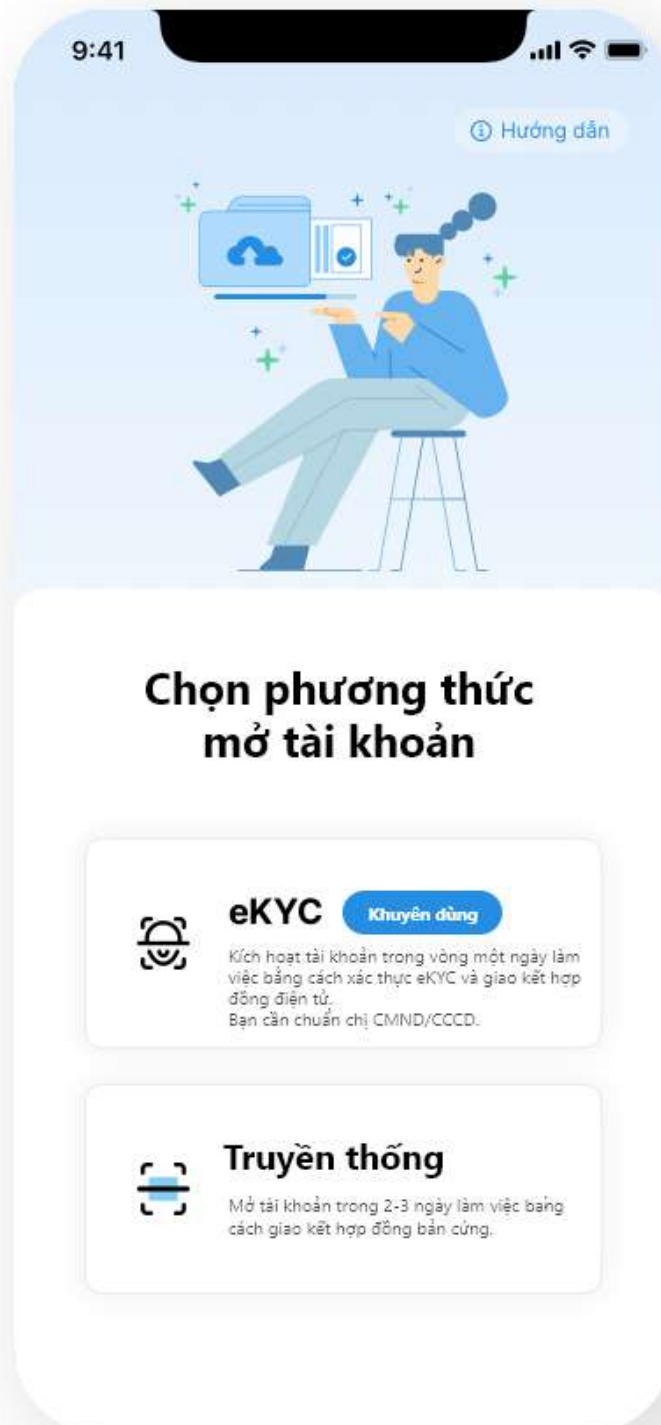 9:41
Hướng dẫn
Chọn phương thức
mở tài khoản
eKYC
Khuyên dùng
Kích hoạt tài khoản trong vòng một ngày làm
việc bằng cách xác thực eKYC và giao kết hợp
đồng điện tử.
Bạn cần chuẩn chị CMND/CCCD.
Truyền thống
Mở tài khoản trong 2-3 ngày làm việc bảng
cách giao kết hợp đồng bản cứng.